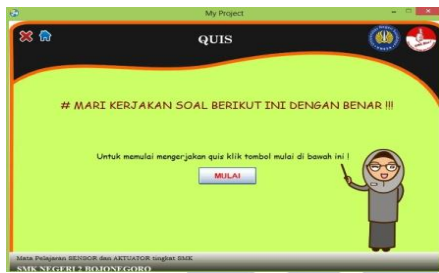 My Project
QUIS
# MARI KERJAKAN SOAL BERIKUT INI DENGAN BENAR !!!
Untuk memulai mengerjakan quis klik tombol mulai di bawah ini !
MULAI
Mata Pelajaran SENSOR dan AKTUATOR tingkat SMK
SMK NEGERI 2 BOJONEGORO